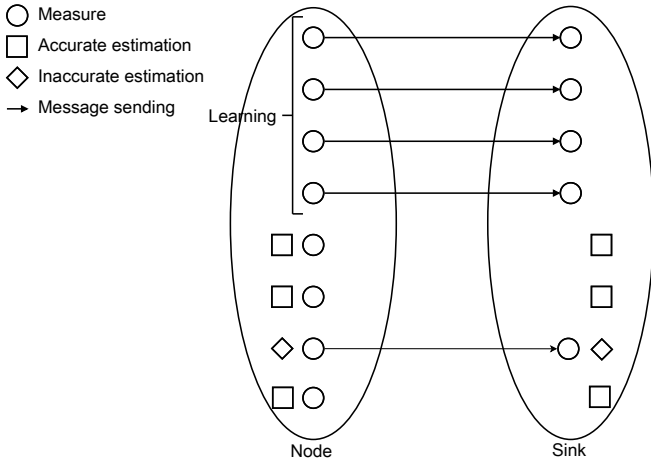 Measure
Accurate estimation
Inaccurate estimation
Message sending
Learning
Node
Sink